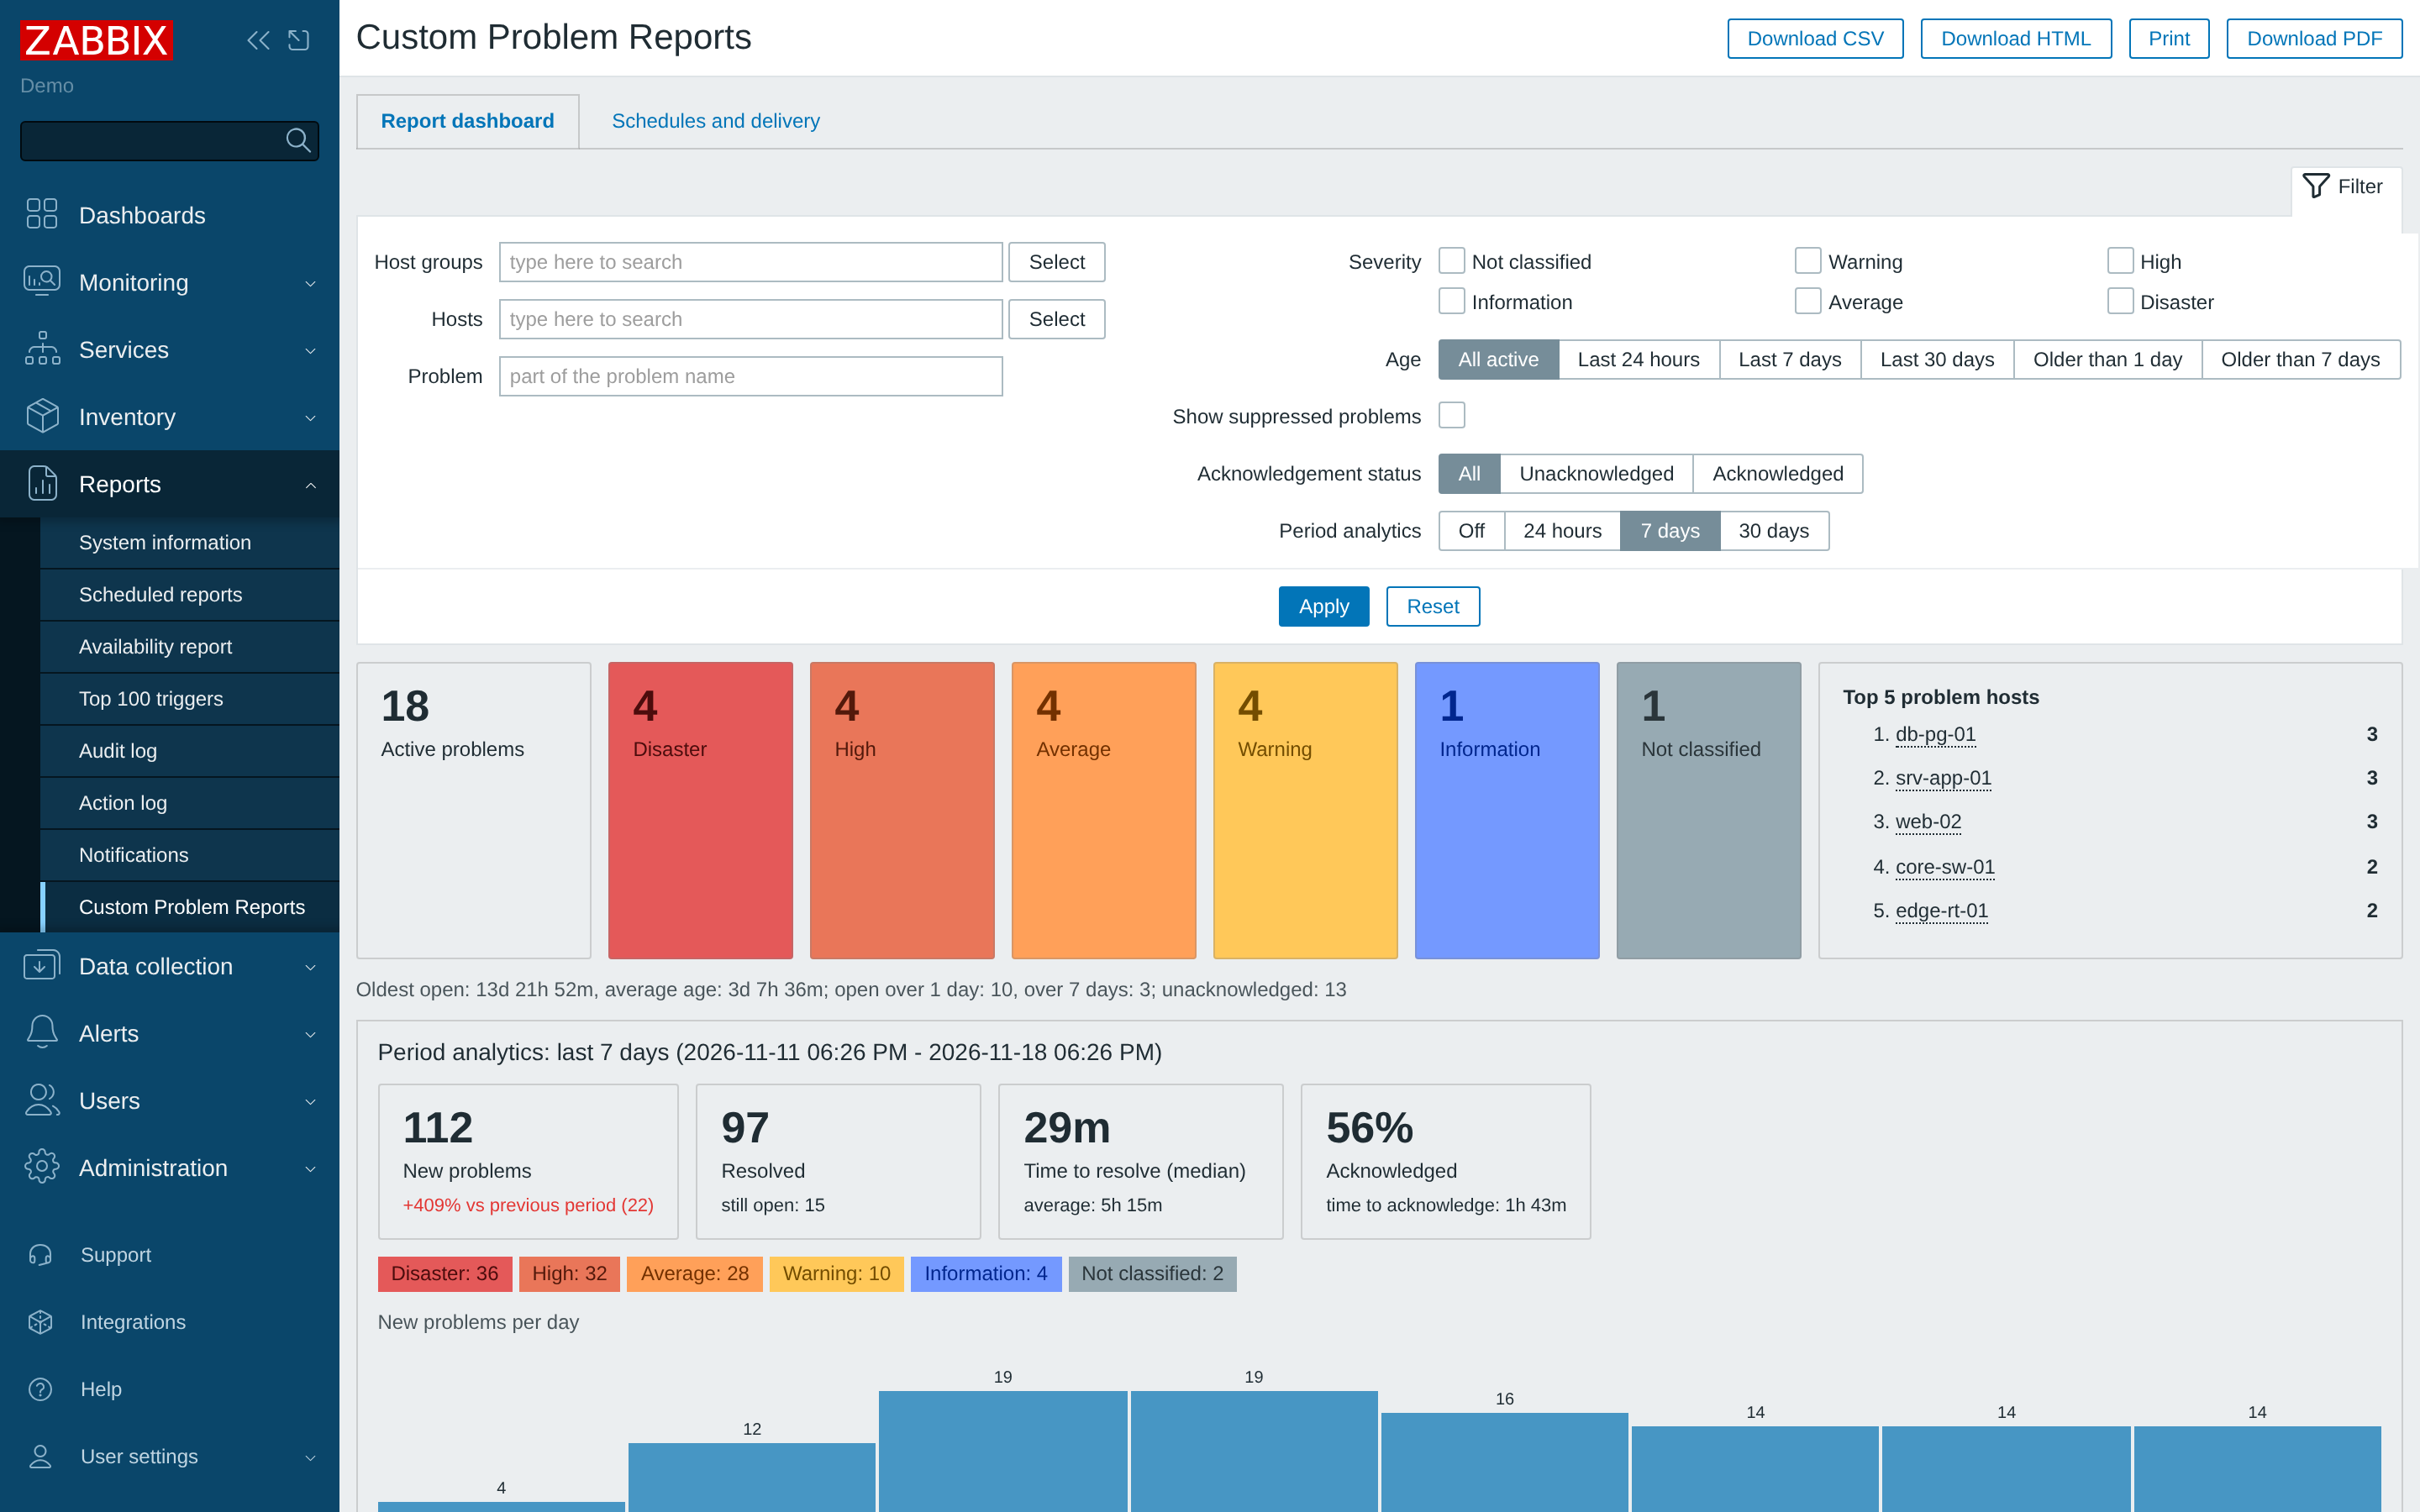 ZABBIX
Demo
Dashboards
Monitoring
Services
Inventory
Reports
System information
Scheduled reports
Availability report
Top 100 triggers
Audit log
Action log
Notifications
Custom Problem Reports
Data collection
Alerts
Users
Administration
Support
Integrations
Help
User settings
Custom Problem Reports
Download CSV Download HTML Print Download PDF
Report dashboard Schedules and delivery
Filter
Host groups type here to search Select
Hosts type here to search Select
Problem part of the problem name
Severity Not classified Warning High
Information Average Disaster
Age All active Last 24 hours Last 7 days Last 30 days Older than 1 day Older than 7 days
Show suppressed problems
Acknowledgement status All Unacknowledged Acknowledged
Period analytics Off 24 hours 7 days 30 days
Apply Reset
18
Active problems
4
Disaster
4
High
4
Average
4
Warning
1
Information
1
Not classified
Top 5 problem hosts
1. db-pg-01 3
2. srv-app-01 3
3. web-02 3
4. core-sw-01 2
5. edge-rt-01 2
Oldest open: 13d 21h 52m, average age: 3d 7h 36m; open over 1 day: 10, over 7 days: 3; unacknowledged: 13
Period analytics: last 7 days (2026-11-11 06:26 PM - 2026-11-18 06:26 PM)
112
New problems
+409% vs previous period (22)
97
Resolved
still open: 15
29m
Time to resolve (median)
average: 5h 15m
56%
Acknowledged
time to acknowledge: 1h 43m
Disaster: 36 High: 32 Average: 28 Warning: 10 Information: 4 Not classified: 2
New problems per day
4 12 19 19 16 14 14 14